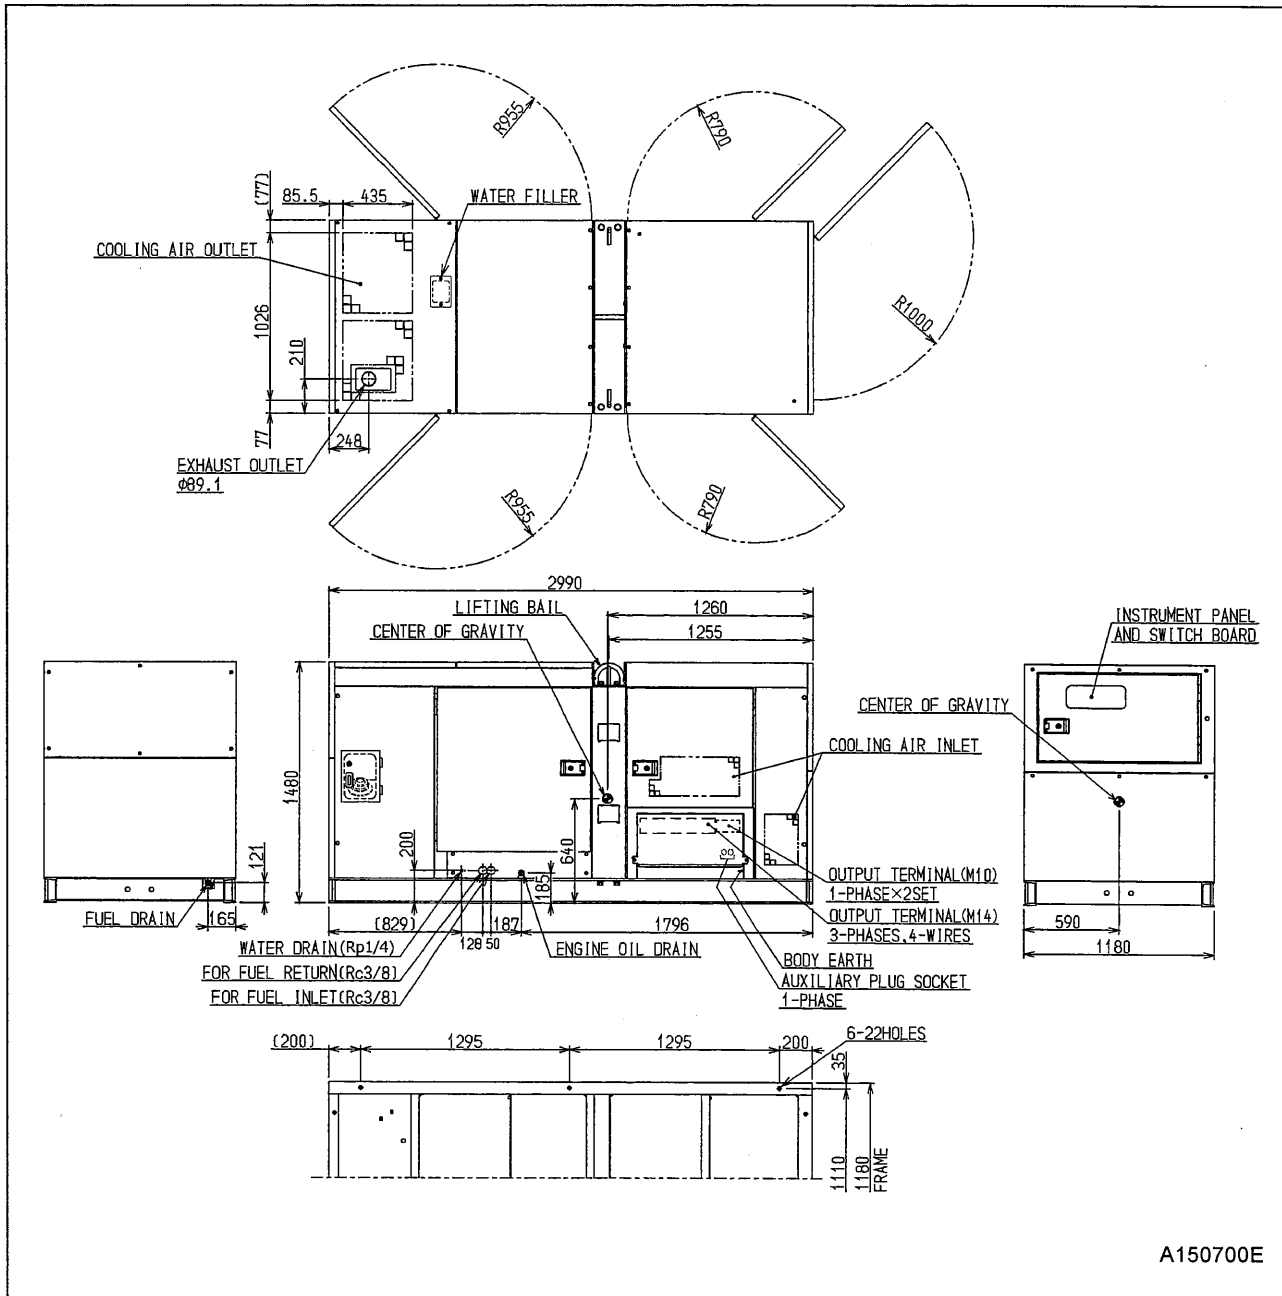 R955
R790
(77)
85.5
435
WATER FILLER
COOLING AIR OUTLET
1026
210
R1000
77
248
EXHAUST OUTLET
φ89.1
R955
R790
2990
LIFTING BAIL
1260
CENTER OF GRAVITY
1255
INSTRUMENT PANEL
AND SWITCH BOARD
CENTER OF GRAVITY
COOLING AIR INLET
1480
121
200
640
185
FUEL DRAIN
165
OUTPUT TERMINAL(M10)
1-PHASE×2SET
OUTPUT TERMINAL(M14)
3-PHASES,4-WIRES
590
1180
(829)
187
1796
128
50
WATER DRAIN(Rp1/4)
ENGINE OIL DRAIN
BODY EARTH
FOR FUEL RETURN(Rc3/8)
AUXILIARY PLUG SOCKET
1-PHASE
FOR FUEL INLET(Rc3/8)
(200)
1295
1295
200
6-22HOLES
35
1110
1180
FRAME
A150700E